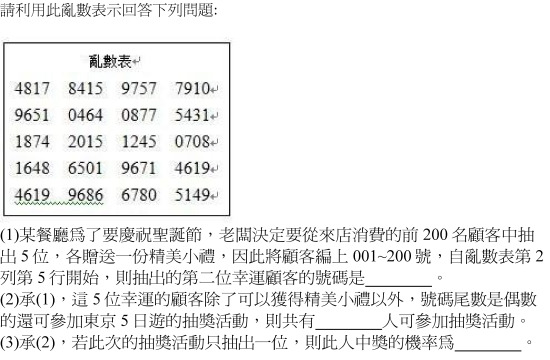 請利用此亂數表示回答下列問題:
亂數表
4817 8415 9757 7910
9651 0464 0877 5431
1874 2015 1245 0708
1648 6501 9671 4619
4619 9686 6780 5149
(1)某餐廳為了要慶祝聖誕節，老闆決定要從來店消費的前 200 名顧客中抽
出 5 位，各贈送一份精美小禮，因此將顧客編上 001~200 號，自亂數表第 2
列第 5 行開始，則抽出的第二位幸運顧客的號碼是________。
(2)承(1)，這 5 位幸運的顧客除了可以獲得精美小禮以外，號碼尾數是偶數
的還可參加東京 5 日遊的抽獎活動，則共有________人可參加抽獎活動。
(3)承(2)，若此次的抽獎活動只抽出一位，則此人中獎的機率為________。